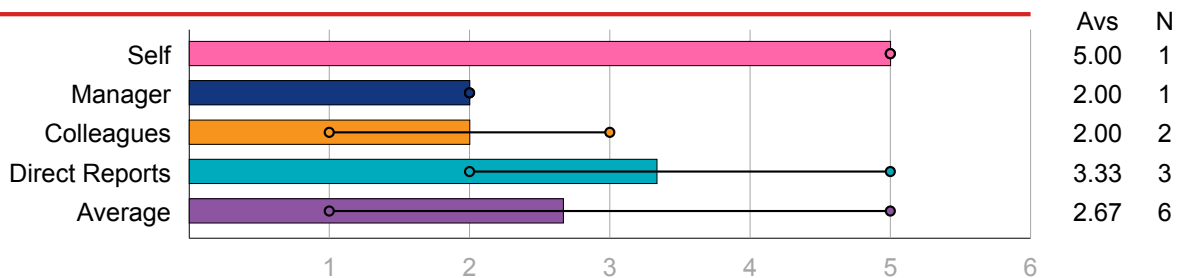 Avs N
Self 5.00 1
Manager 2.00 1
Colleagues 2.00 2
Direct Reports 3.33 3
Average 2.67 6
1 2 3 4 5 6